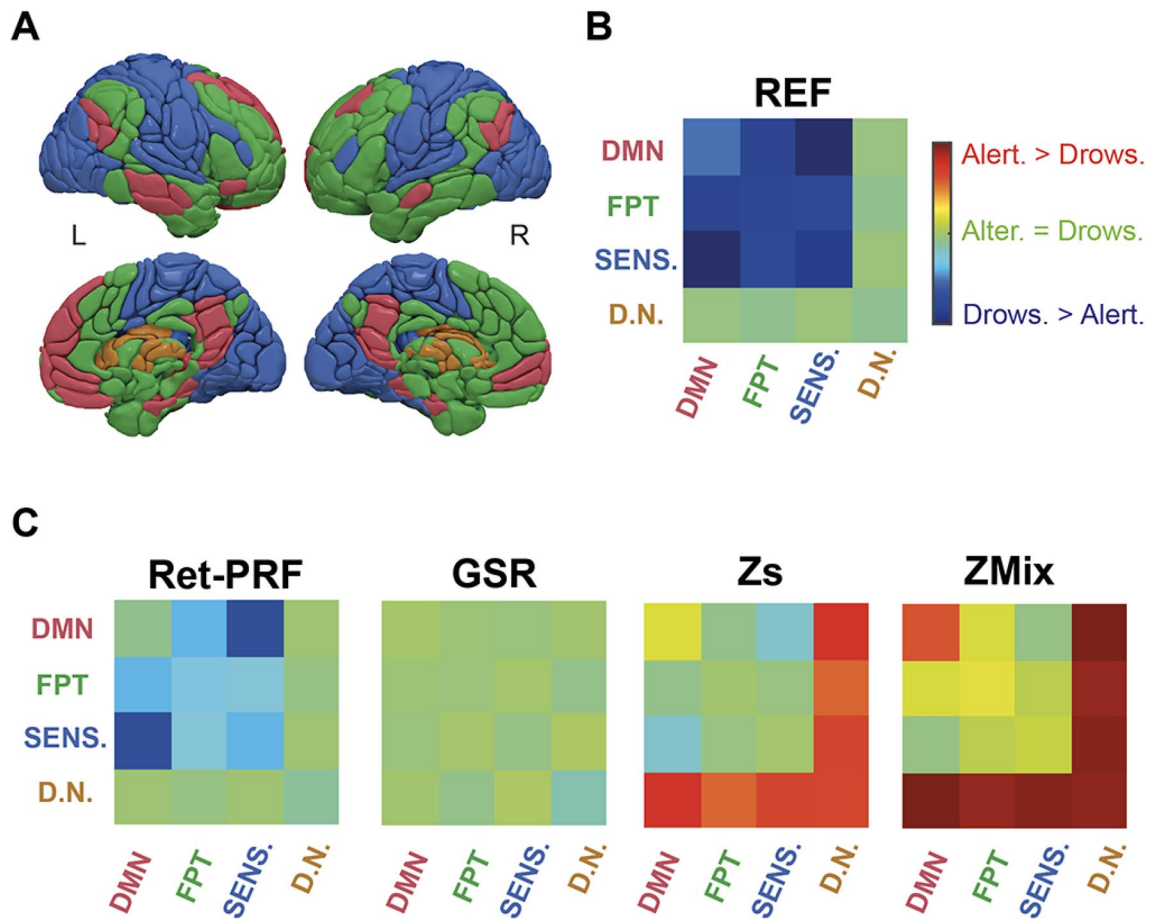 A
L
R
B
REF
DMN
FPT
SENS.
D.N.
DMN
FPT
SENS.
D.N.
Alert. > Drows.
Alter. = Drows.
Drows. > Alert.
C
Ret-PRF
GSR
Zs
ZMix
DMN
FPT
SENS.
D.N.
DMN
FPT
SENS.
D.N.
DMN
FPT
SENS.
D.N.
DMN
FPT
SENS.
D.N.
DMN
FPT
SENS.
D.N.